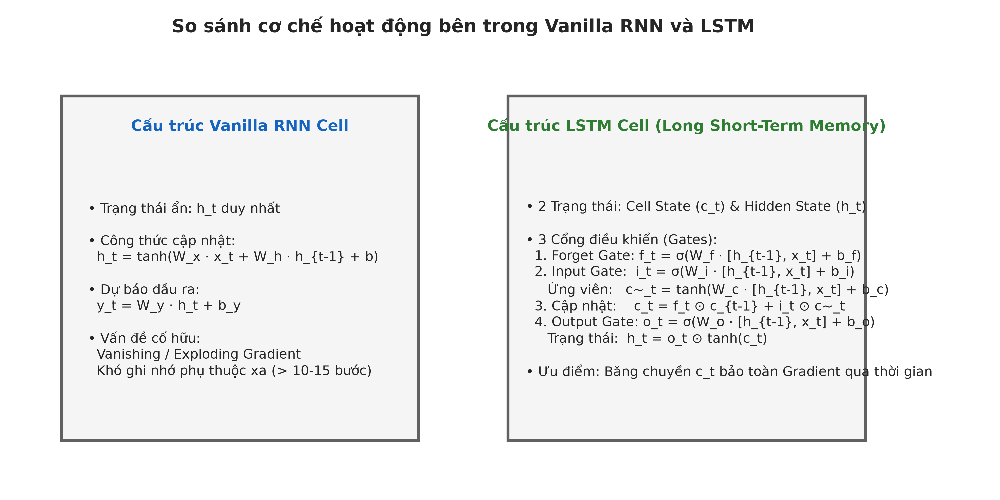 So sánh cơ chế hoạt động bên trong Vanilla RNN và LSTM
Cấu trúc Vanilla RNN Cell
• Trạng thái ẩn: h_t duy nhất
• Công thức cập nhật:
h_t = tanh(W_x · x_t + W_h · h_{t-1} + b)
• Dự báo đầu ra:
y_t = W_y · h_t + b_y
• Vấn đề cố hữu:
Vanishing / Exploding Gradient
Khó ghi nhớ phụ thuộc xa (> 10-15 bước)
Cấu trúc LSTM Cell (Long Short-Term Memory)
• 2 Trạng thái: Cell State (c_t) & Hidden State (h_t)
• 3 Cổng điều khiển (Gates):
1. Forget Gate: f_t = σ(W_f · [h_{t-1}, x_t] + b_f)
2. Input Gate:  i_t = σ(W_i · [h_{t-1}, x_t] + b_i)
Ứng viên:   c~_t = tanh(W_c · [h_{t-1}, x_t] + b_c)
3. Cập nhật:    c_t = f_t ⊙ c_{t-1} + i_t ⊙ c~_t
4. Output Gate: o_t = σ(W_o · [h_{t-1}, x_t] + b_o)
Trạng thái:  h_t = o_t ⊙ tanh(c_t)
• Ưu điểm: Băng chuyền c_t bảo toàn Gradient qua thời gian